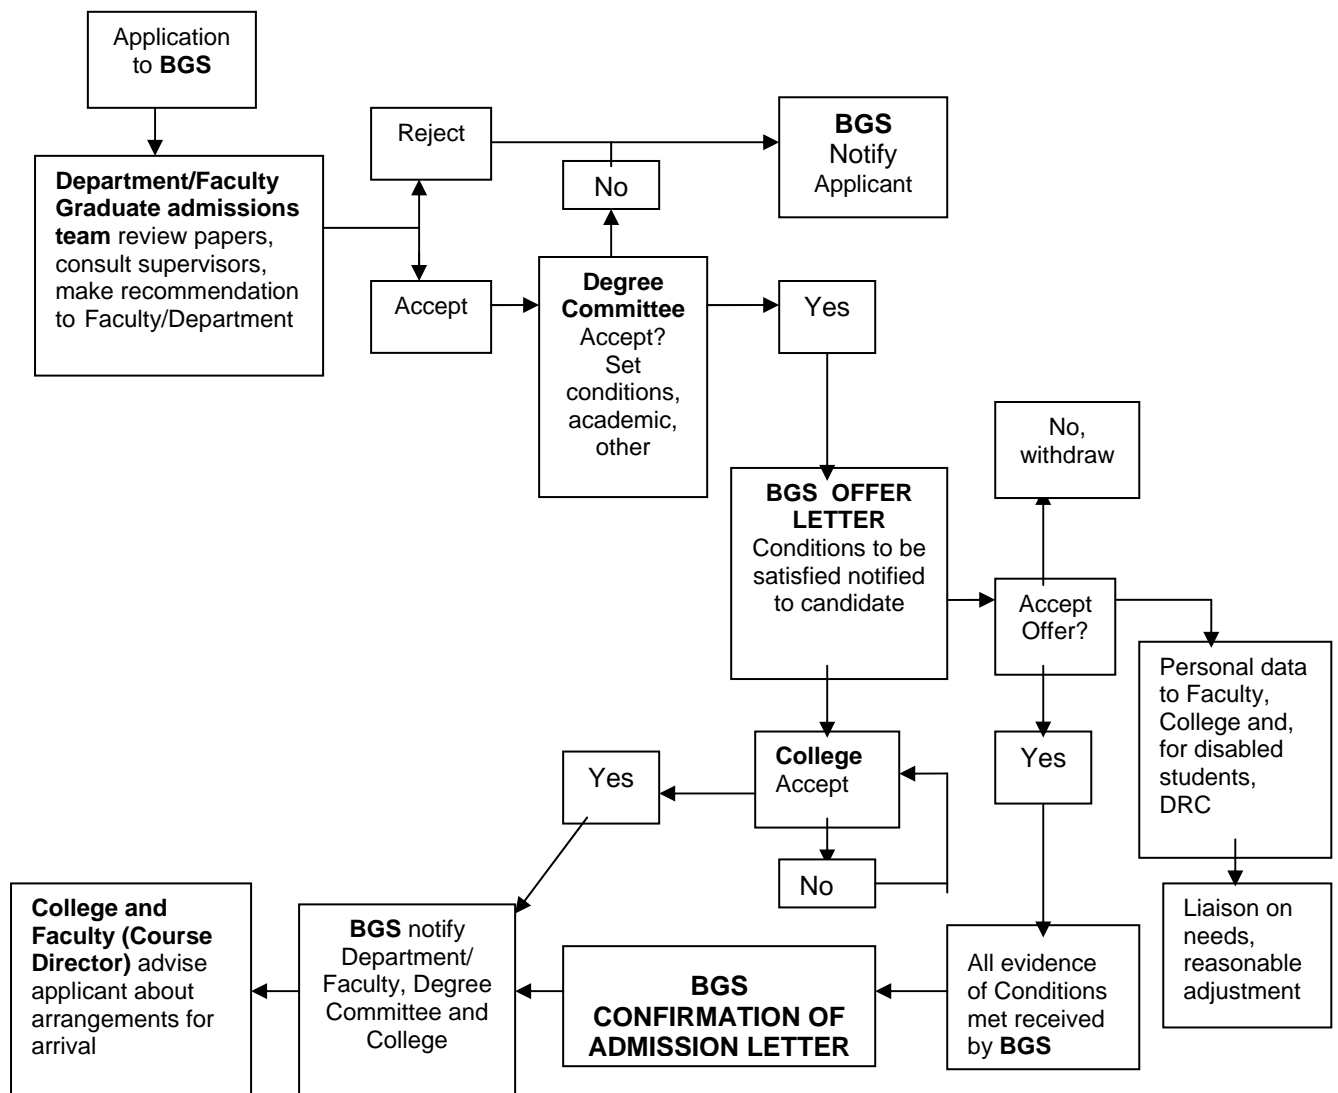 Application
to BGS
Department/Faculty
Graduate admissions
team review papers,
consult supervisors,
make recommendation
to Faculty/Department
Reject
Accept
No
BGS
Notify
Applicant
Degree
Committee
Accept?
Set
conditions,
academic,
other
Yes
BGS OFFER
LETTER
Conditions to be
satisfied notified
to candidate
No,
withdraw
Accept
Offer?
Personal data
to Faculty,
College and,
for disabled
students,
DRC
Yes
College
Accept
Yes
No
Liaison on
needs,
reasonable
adjustment
All evidence
of Conditions
met received
by BGS
BGS
CONFIRMATION OF
ADMISSION LETTER
BGS notify
Department/
Faculty, Degree
Committee and
College
College and
Faculty (Course
Director) advise
applicant about
arrangements for
arrival